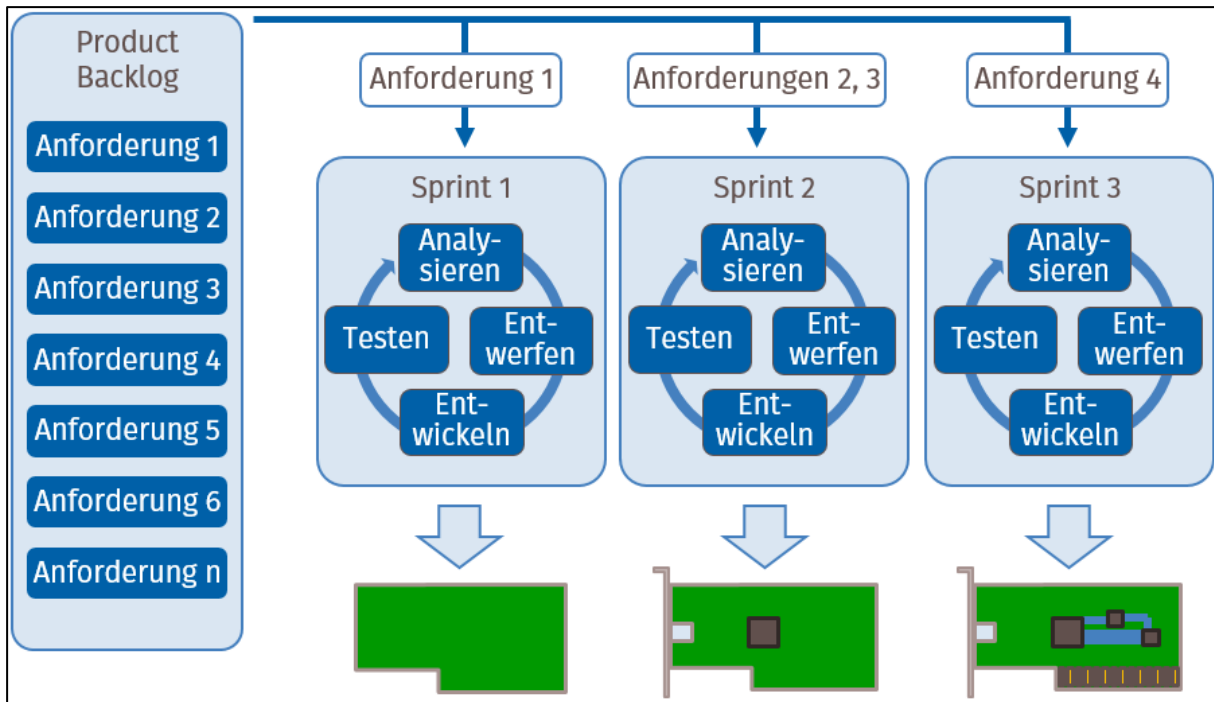 Product
Backlog
Anforderung 1
Anforderung 2
Anforderung 3
Anforderung 4
Anforderung 5
Anforderung 6
Anforderung n
Anforderung 1
Anforderungen 2, 3
Anforderung 4
Sprint 1
Analy-
sieren
Ent-
werfen
Ent-
wickeln
Testen
Sprint 2
Analy-
sieren
Ent-
werfen
Ent-
wickeln
Testen
Sprint 3
Analy-
sieren
Ent-
werfen
Ent-
wickeln
Testen